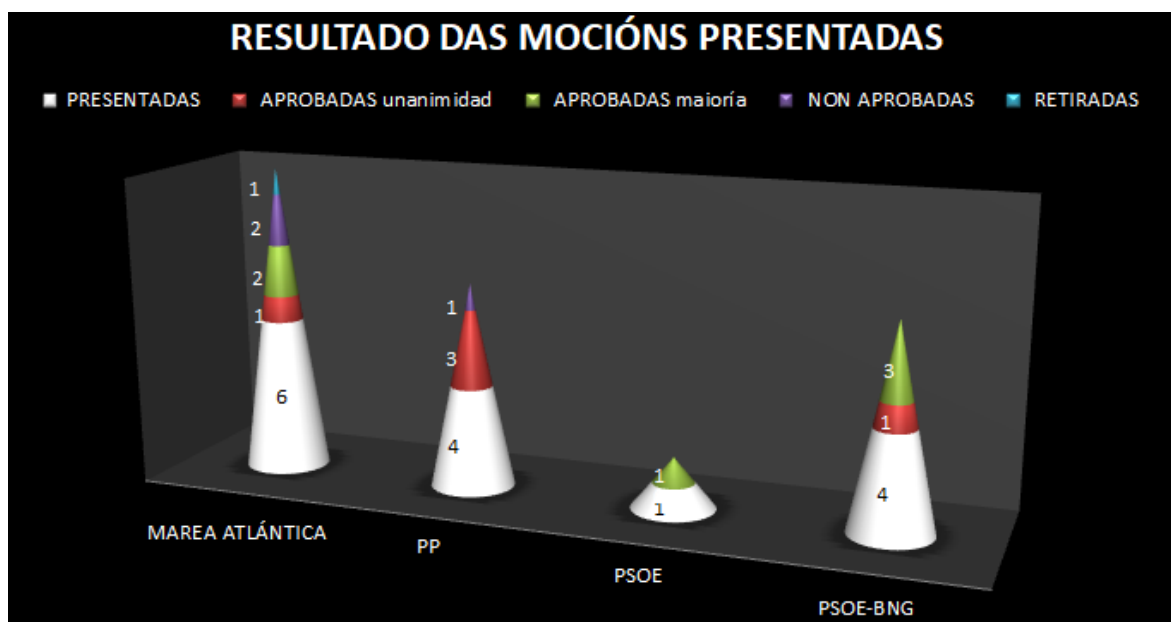 RESULTADO DAS MOCIÓNS PRESENTADAS
PRESENTADAS APROBADAS unanimidad APROBADAS maioría NON APROBADAS RETIRADAS
1
2
2
1
6
1
3
4
1
1
3
1
4
MAREA ATLÁNTICA
PP
PSOE
PSOE-BNG